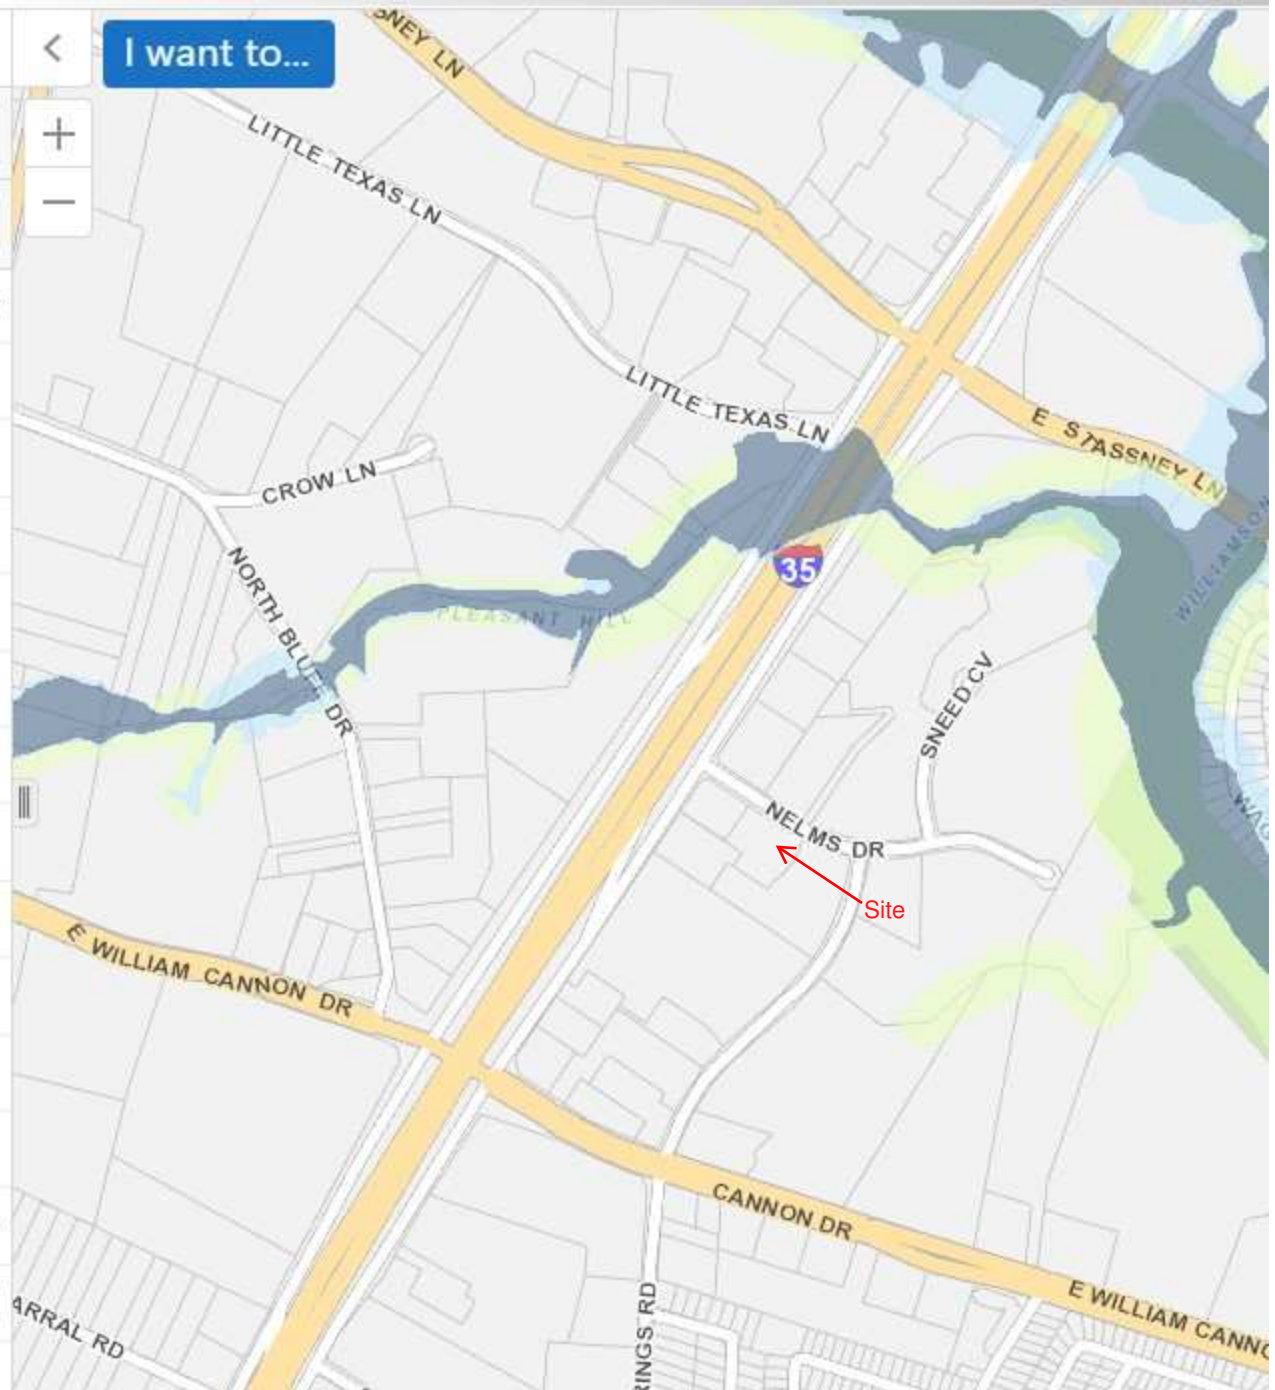 I want to...
SNEY LN
LITTLE TEXAS LN
LITTLE TEXAS LN
E STASSNEY LN
CROW LN
WILLIAMSON
35
NORTH BLUFF DR
PLEASANT HILL
SNEED CV
NELMS DR
Site
E WILLIAM CANNON DR
CANNON DR
E WILLIAM CANNO
RINGS RD
ARRAL RD